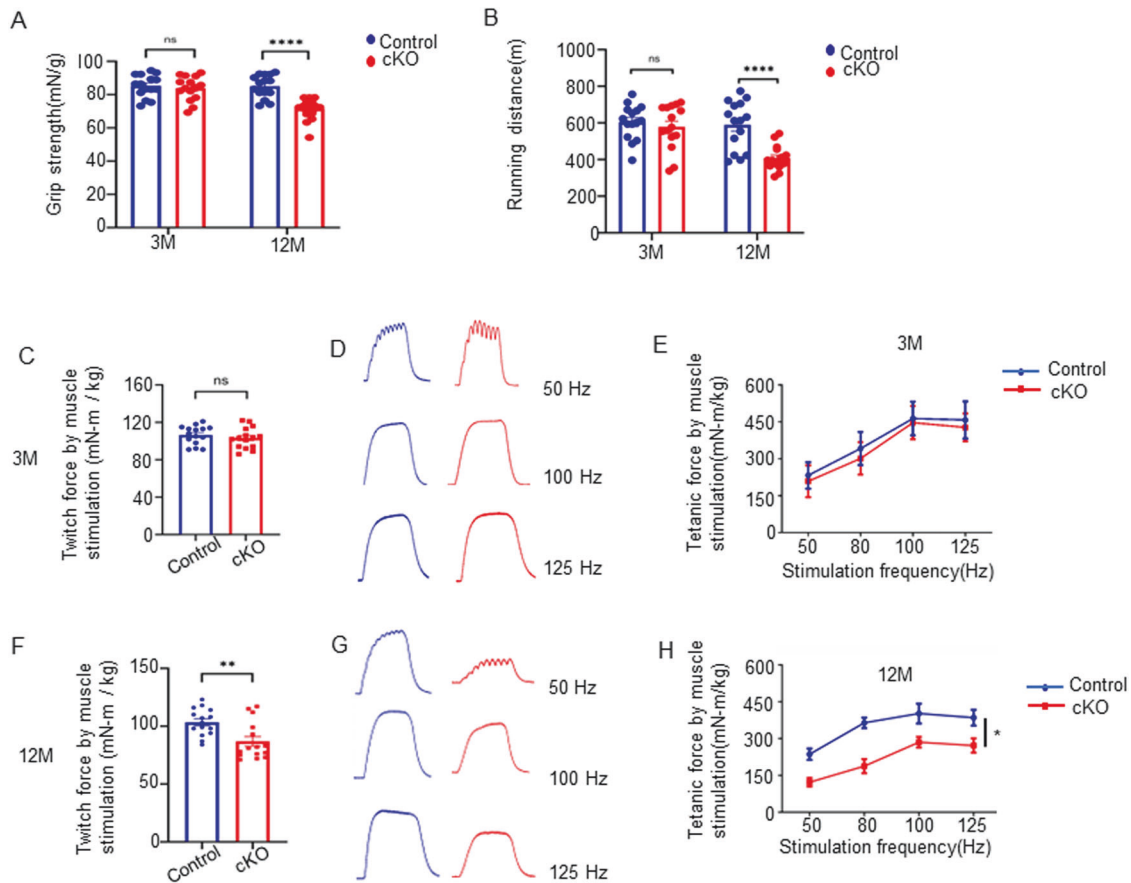 A
Grip strength(mN/g)
100
80
60
40
20
0
ns
****
3M
12M
Control
cKO
B
Running distance(m)
1000
800
600
400
200
0
ns
****
3M
12M
Control
cKO
3M
C
Twitch force by muscle
stimulation (mN-m / kg)
160
120
80
40
0
ns
Control
cKO
D
50 Hz
100 Hz
125 Hz
E
3M
Tetanic force by muscle
stimulation(mN-m/kg)
600
450
300
150
0
50
80
100
125
Stimulation frequency(Hz)
Control
cKO
12M
F
Twitch force by muscle
stimulation (mN-m / kg)
150
100
50
0
**
Control
cKO
G
50 Hz
100 Hz
125 Hz
H
12M
Tetanic force by muscle
stimulation(mN-m/kg)
600
450
300
150
0
50
80
100
125
Stimulation frequency(Hz)
Control
cKO
*